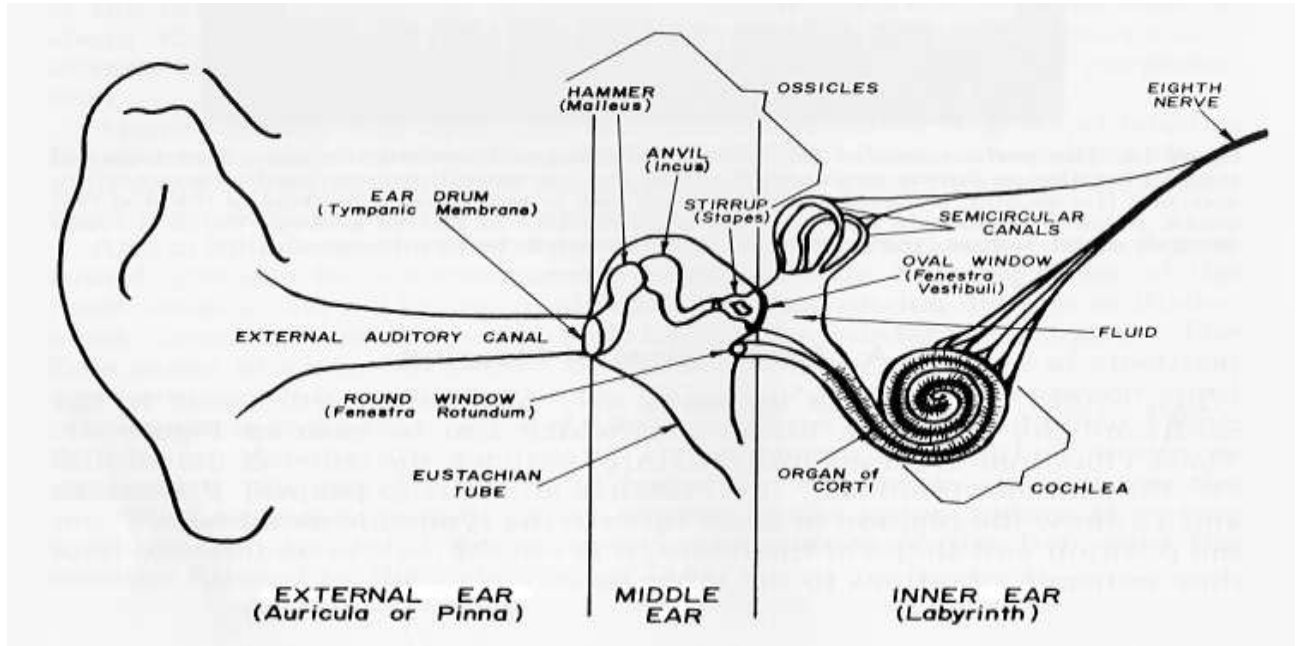 HAMMER
(Malleus)
OSSICLES
EIGHTH
NERVE
ANVIL
(Incus)
EAR DRUM
(Tympanic Membrane)
STIRRUP
(Stapes)
SEMICIRCULAR
CANALS
OVAL WINDOW
(Fenestra
Vestibuli)
EXTERNAL AUDITORY CANAL
FLUID
ROUND WINDOW
(Fenestra Rotundum)
EUSTACHIAN
TUBE
ORGAN of
CORTI
COCHLEA
EXTERNAL EAR
(Auricula or Pinna)
MIDDLE
EAR
INNER EAR
(Labyrinth)